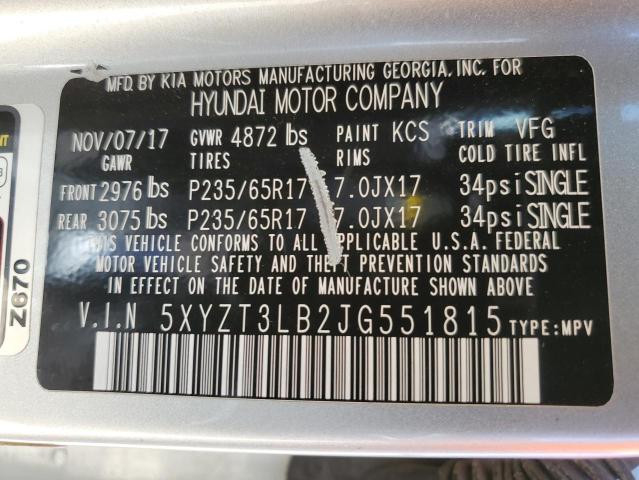 MFD. BY KIA MOTORS MANUFACTURING GEORGIA, INC. FOR
HYUNDAI MOTOR COMPANY
NOV/07/17 GVWR 4872 lbs PAINT KCS TRIM VFG
GAWR TIRES RIMS COLD TIRE INFL
FRONT 2976 lbs P235/65R17 7.0JX17 34psi SINGLE
REAR 3075 lbs P235/65R17 7.0JX17 34psi SINGLE
THIS VEHICLE CONFORMS TO ALL APPLICABLE U.S.A. FEDERAL
MOTOR VEHICLE SAFETY AND THEFT PREVENTION STANDARDS
IN EFFECT ON THE DATE OF MANUFACTURE SHOWN ABOVE
V.I.N 5XYZT3LB2JG551815 TYPE: MPV
Z670